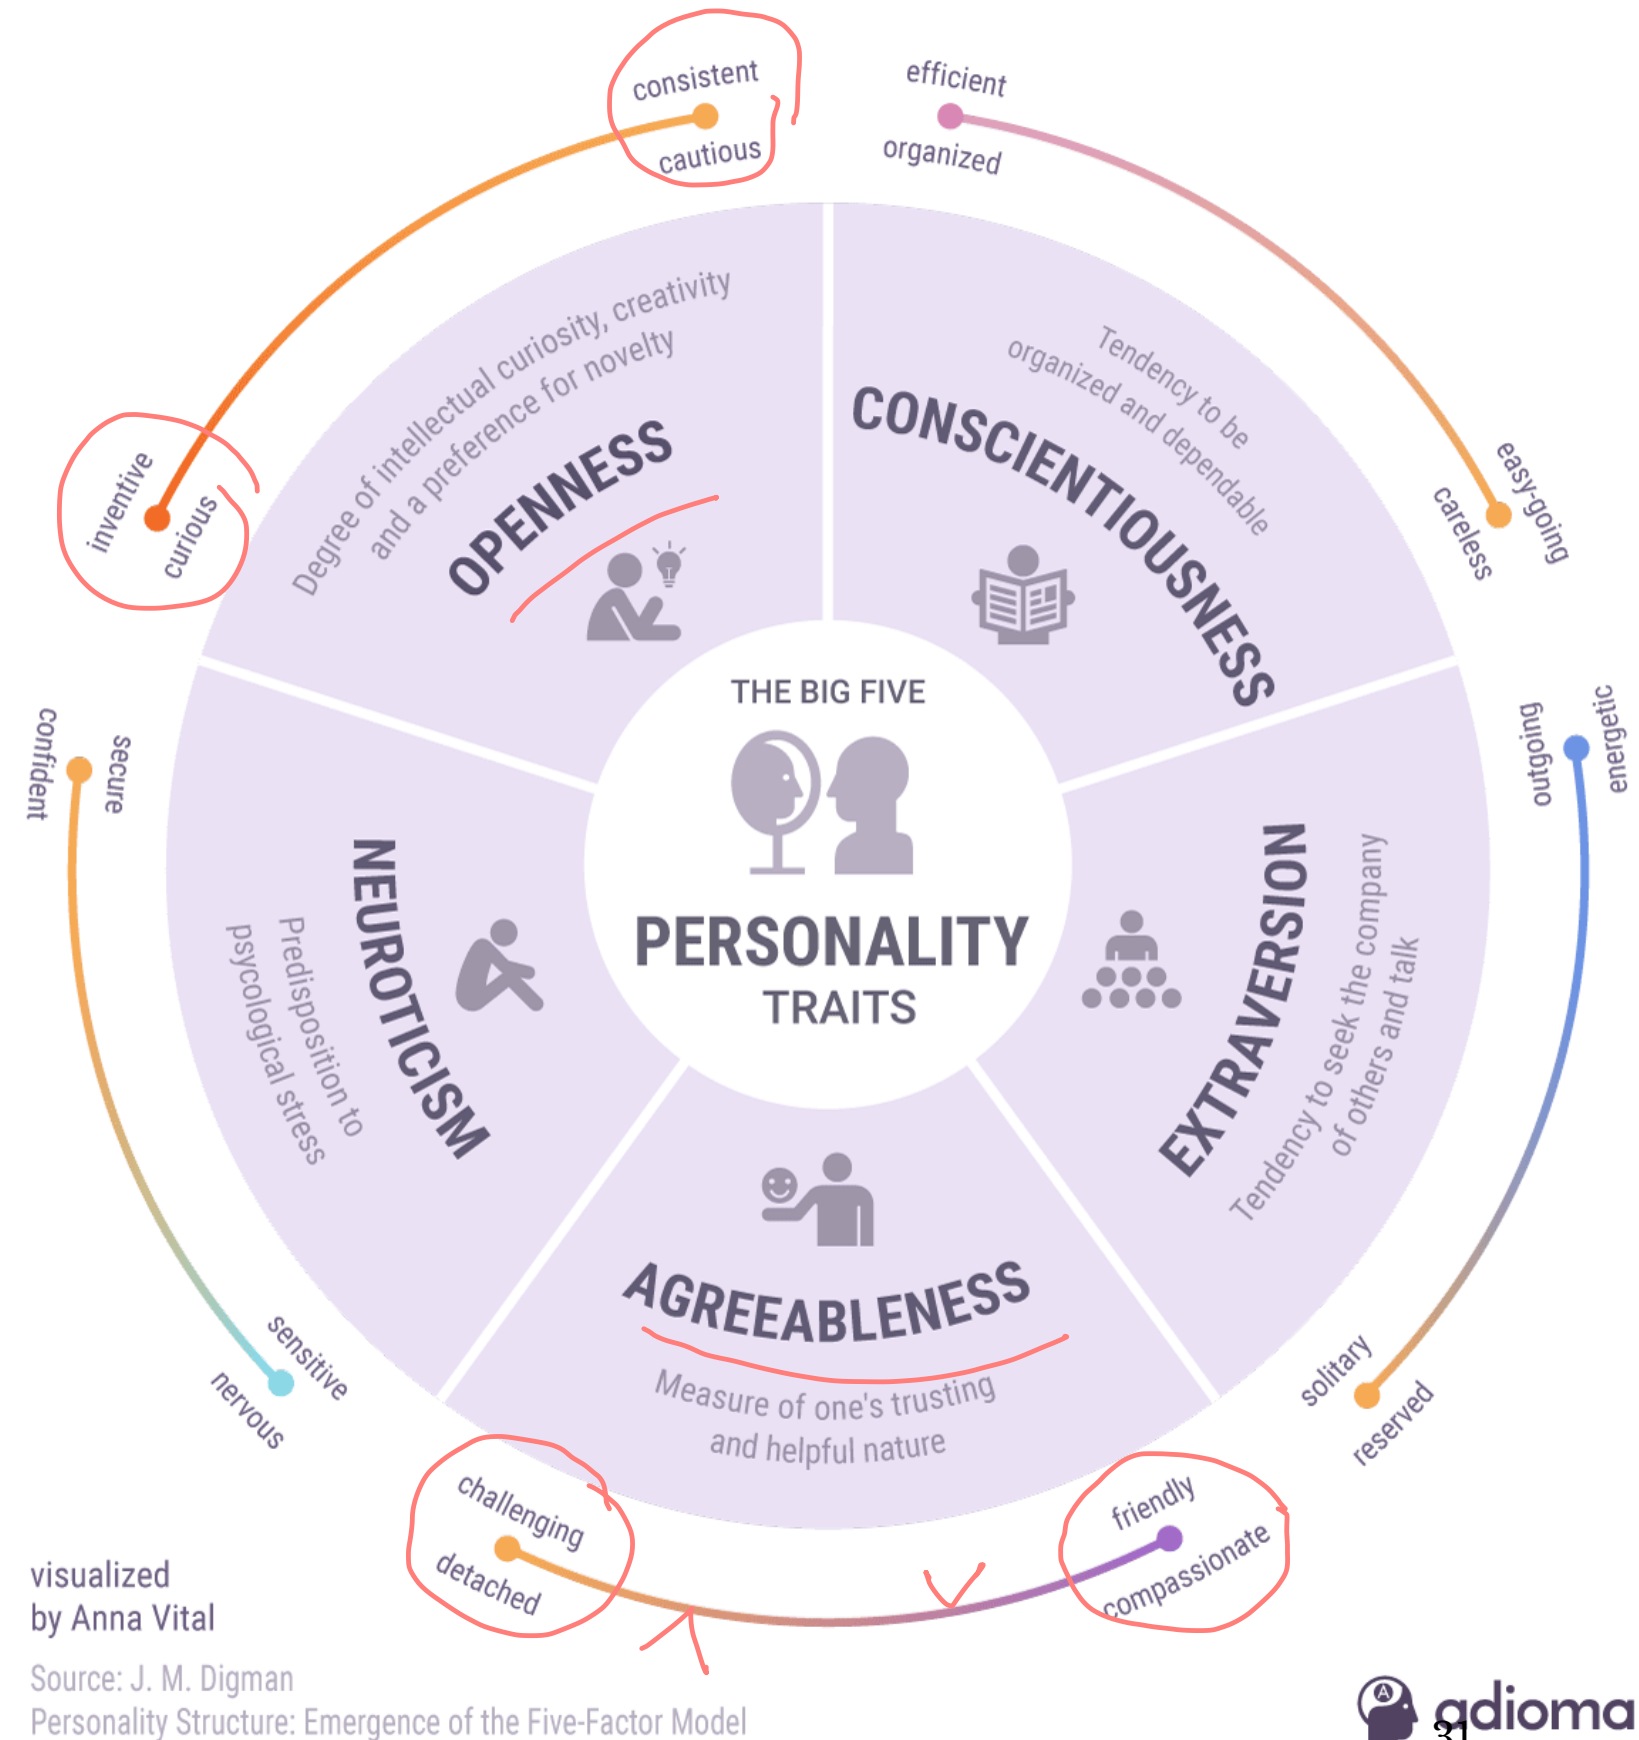 consistent
cautious
efficient
organized
inventive
curious
Degree of intellectual curiosity, creativity
and a preference for novelty
OPENNESS
Tendency to be
organized and dependable
CONSCIENTIOUSNESS
easy-going
careless
THE BIG FIVE
PERSONALITY
TRAITS
confident
secure
NEUROTICISM
Predisposition to
psycological stress
sensitive
nervous
energetic
outgoing
EXTRAVERSION
Tendency to seek the company
of others and talk
solitary
reserved
AGREEABLENESS
Measure of one's trusting
and helpful nature
challenging
detached
friendly
compassionate
visualized
by Anna Vital
Source: J. M. Digman
Personality Structure: Emergence of the Five-Factor Model
A
adioma
31